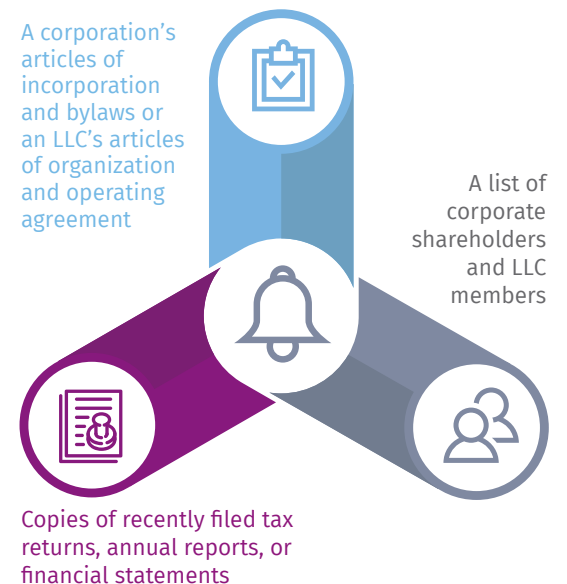 A corporation’s
articles of
incorporation
and bylaws or
an LLC’s articles
of organization
and operating
agreement
A list of
corporate
shareholders
and LLC
members
Copies of recently filed tax
returns, annual reports, or
financial statements